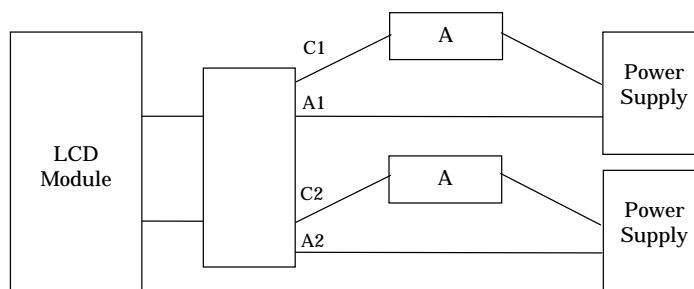 C1
A
Power
Supply
A1
LCD
Module
C2
A
Power
Supply
A2